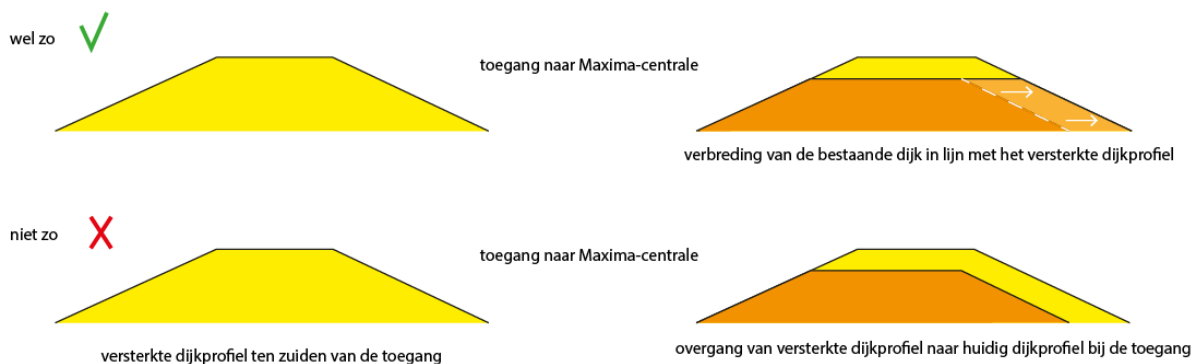 wel zo
toegang naar Maxima-centrale
verbreding van de bestaande dijk in lijn met het versterkte dijkprofiel
niet zo
toegang naar Maxima-centrale
versterkte dijkprofiel ten zuiden van de toegang
overgang van versterkte dijkprofiel naar huidig dijkprofiel bij de toegang